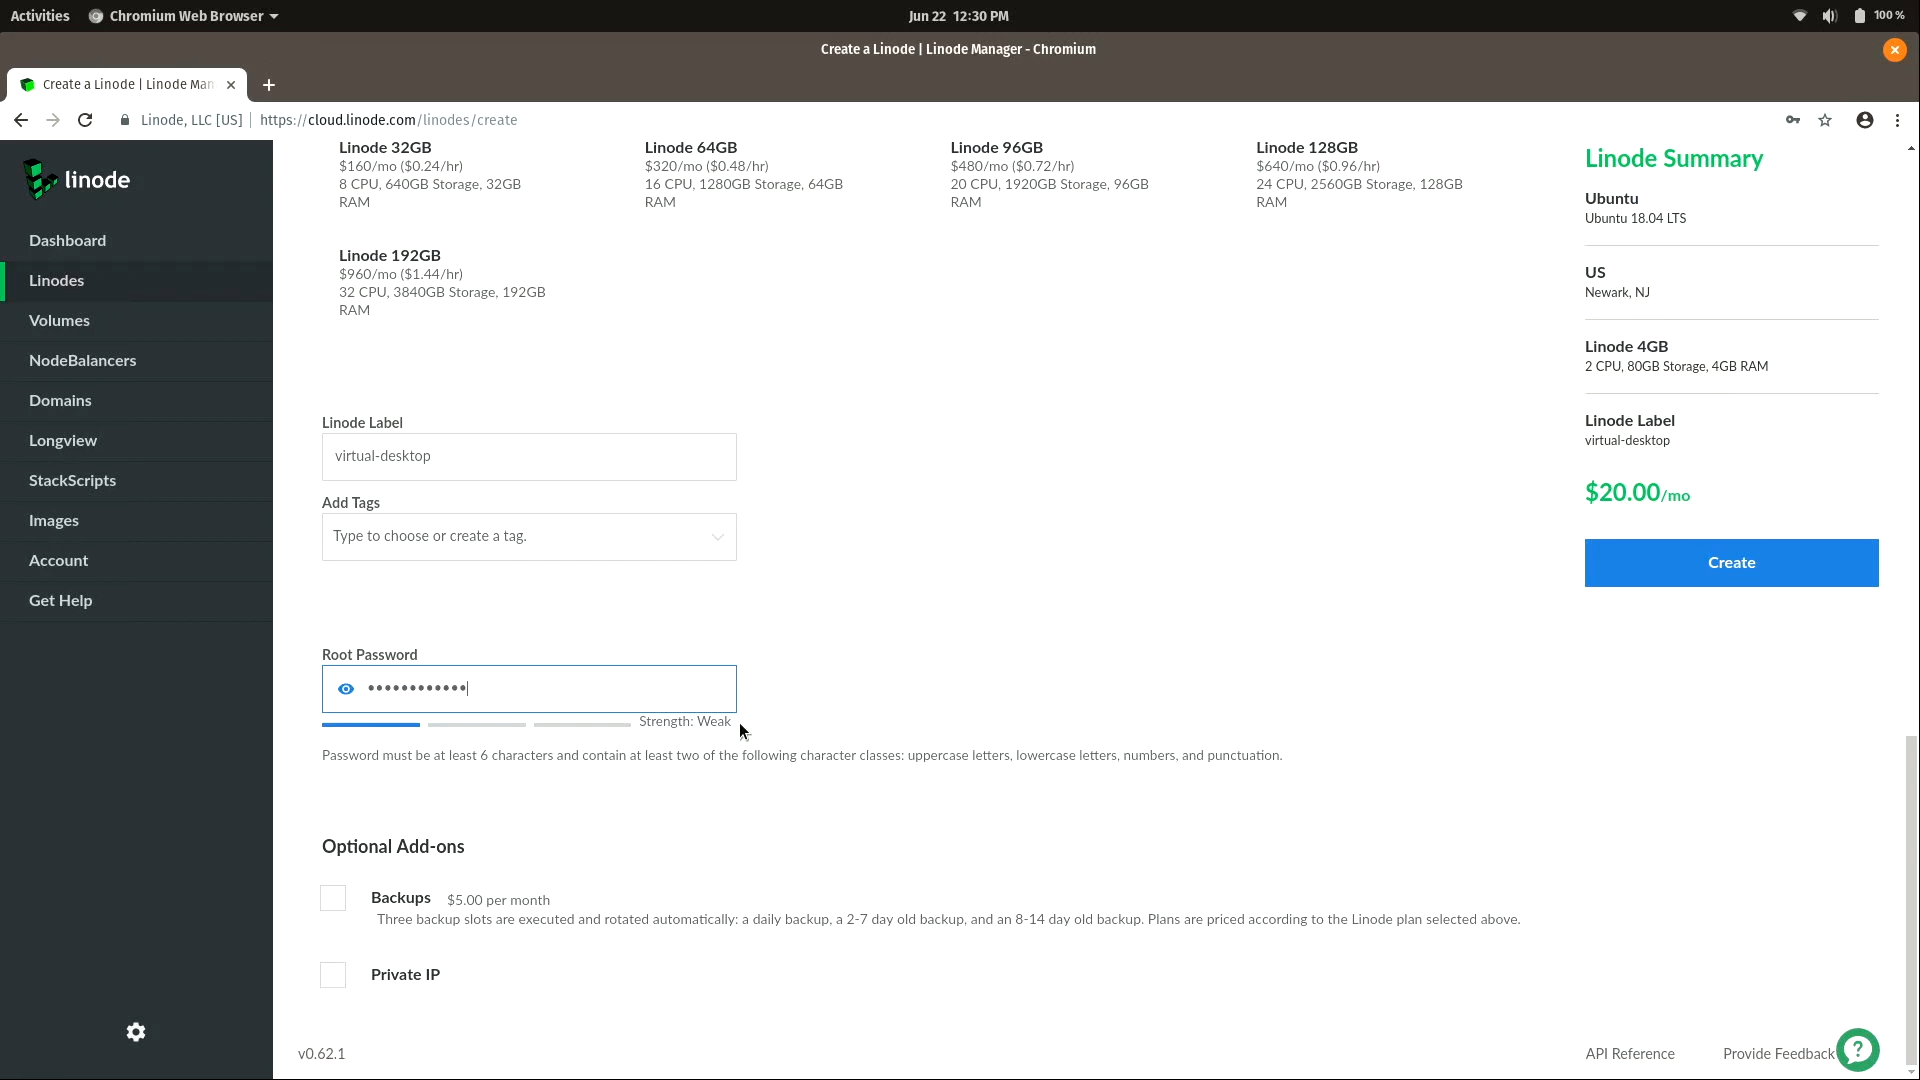 Activities
Chromium Web Browser
Jun 22 12:30 PM
100 %
Create a Linode | Linode Manager - Chromium
Create a Linode | Linode Man
Linode, LLC [US]
https://cloud.linode.com/linodes/create
linode
Dashboard
Linodes
Volumes
NodeBalancers
Domains
Longview
StackScripts
Images
Account
Get Help
Linode 32GB
$160/mo ($0.24/hr)
8 CPU, 640GB Storage, 32GB
RAM
Linode 64GB
$320/mo ($0.48/hr)
16 CPU, 1280GB Storage, 64GB
RAM
Linode 96GB
$480/mo ($0.72/hr)
20 CPU, 1920GB Storage, 96GB
RAM
Linode 128GB
$640/mo ($0.96/hr)
24 CPU, 2560GB Storage, 128GB
RAM
Linode 192GB
$960/mo ($1.44/hr)
32 CPU, 3840GB Storage, 192GB
RAM
Linode Label
virtual-desktop
Add Tags
Type to choose or create a tag.
Root Password
••••••••••••
Strength: Weak
Password must be at least 6 characters and contain at least two of the following character classes: uppercase letters, lowercase letters, numbers, and punctuation.
Optional Add-ons
Backups $5.00 per month
Three backup slots are executed and rotated automatically: a daily backup, a 2-7 day old backup, and an 8-14 day old backup. Plans are priced according to the Linode plan selected above.
Private IP
Linode Summary
Ubuntu
Ubuntu 18.04 LTS
US
Newark, NJ
Linode 4GB
2 CPU, 80GB Storage, 4GB RAM
Linode Label
virtual-desktop
$20.00/mo
Create
v0.62.1
API Reference
Provide Feedback
?